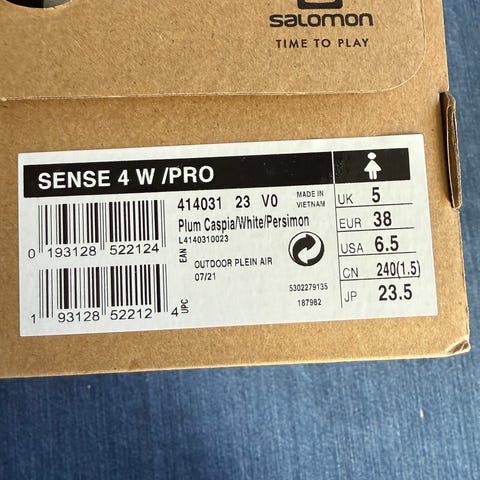 SALOMON
TIME TO PLAY
SENSE 4 W /PRO
414031 23 V0
MADE IN
VIETNAM
Plum Caspia/White/Persimon
L4140310023
EAN
0 193128 522124
OUTDOOR PLEIN AIR
07/21
5302279135
187982
1 93128 52212 4
UPC
UK 5
EUR 38
USA 6.5
CN 240(1.5)
JP 23.5